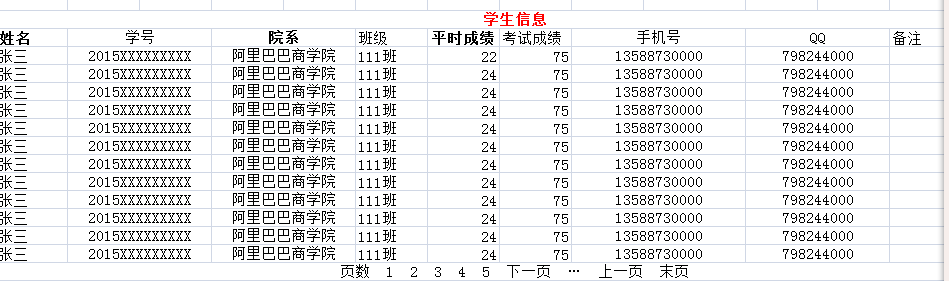 学生信息
姓名 学号 院系 班级 平时成绩 考试成绩 手机号 QQ 备注
张三 2015XXXXXXXXX 阿里巴巴商学院 111班 22 75 13588730000 798244000
张三 2015XXXXXXXXX 阿里巴巴商学院 111班 24 75 13588730000 798244000
张三 2015XXXXXXXXX 阿里巴巴商学院 111班 24 75 13588730000 798244000
张三 2015XXXXXXXXX 阿里巴巴商学院 111班 24 75 13588730000 798244000
张三 2015XXXXXXXXX 阿里巴巴商学院 111班 24 75 13588730000 798244000
张三 2015XXXXXXXXX 阿里巴巴商学院 111班 24 75 13588730000 798244000
张三 2015XXXXXXXXX 阿里巴巴商学院 111班 24 75 13588730000 798244000
张三 2015XXXXXXXXX 阿里巴巴商学院 111班 24 75 13588730000 798244000
张三 2015XXXXXXXXX 阿里巴巴商学院 111班 24 75 13588730000 798244000
张三 2015XXXXXXXXX 阿里巴巴商学院 111班 24 75 13588730000 798244000
张三 2015XXXXXXXXX 阿里巴巴商学院 111班 24 75 13588730000 798244000
张三 2015XXXXXXXXX 阿里巴巴商学院 111班 24 75 13588730000 798244000
页数 1 2 3 4 5 下一页 … 上一页 末页